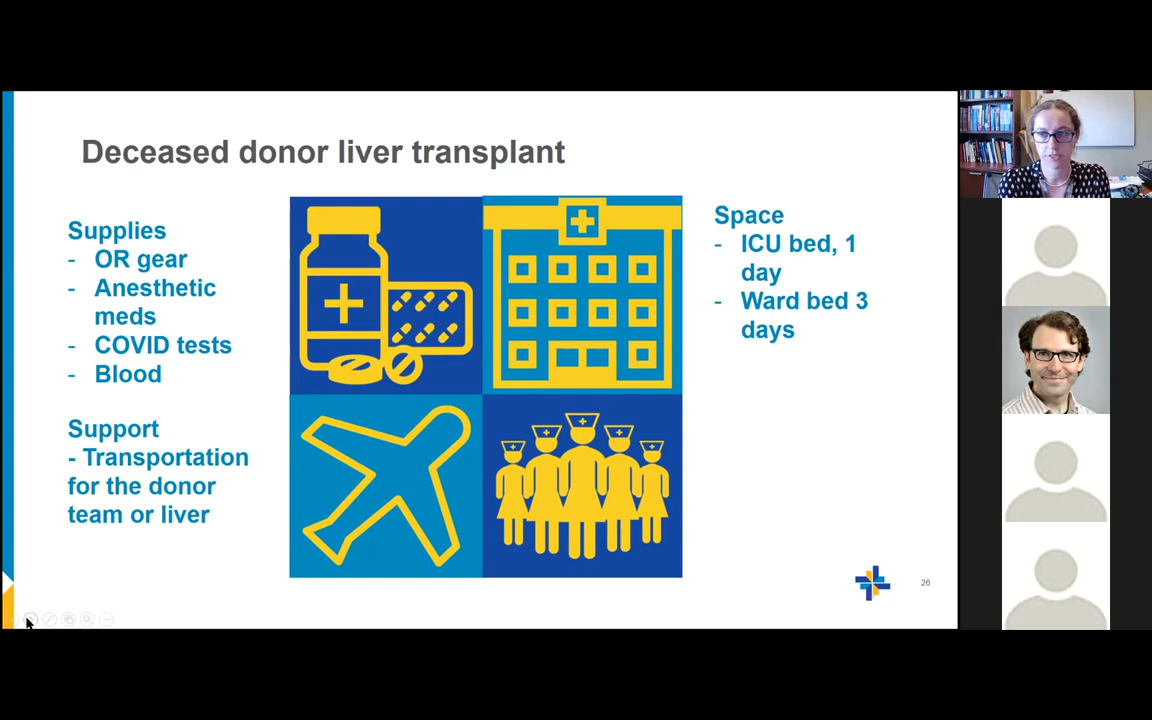 Deceased donor liver transplant
Supplies
- OR gear
- Anesthetic
meds
- COVID tests
- Blood
Support
- Transportation
for the donor
team or liver
Space
- ICU bed, 1
day
- Ward bed 3
days
26